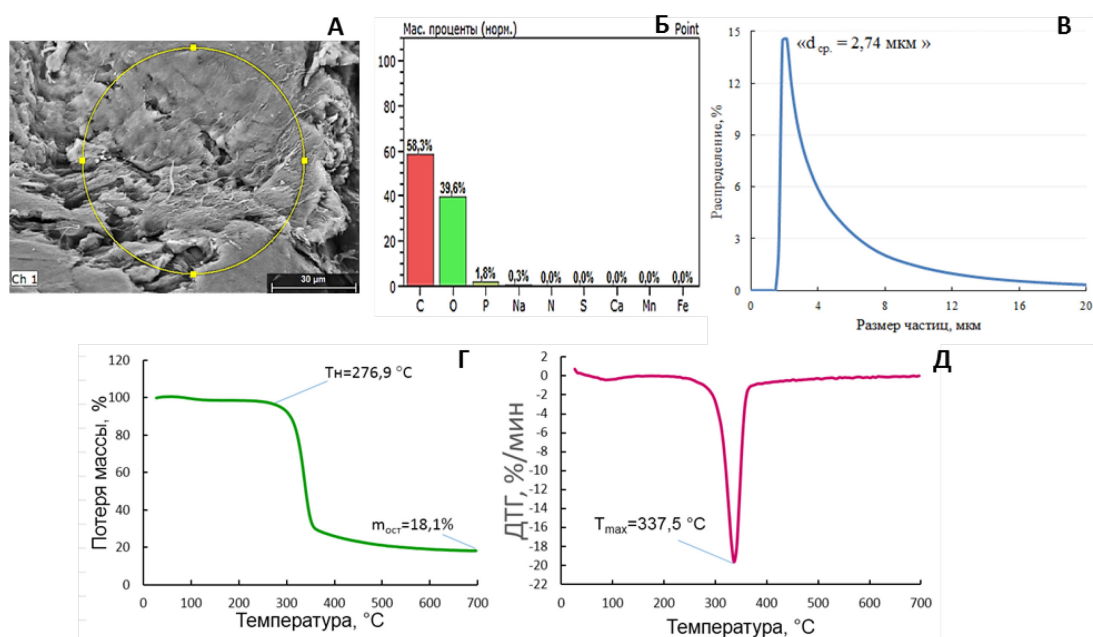 А
Ch 1
30 µm
Б
Мас. проценты (норм.)
Point
100
80
60
40
20
0
58,3%
39,6%
1,8%
0,3%
0,0%
0,0%
0,0%
0,0%
0,0%
C O P Na N S Ca Mn Fe
В
«d ср. = 2,74 мкм »
Распределение, %
15
12
9
6
3
0
0 4 8 12 16 20
Размер частиц, мкм
Г
Потеря массы, %
120
100
80
60
40
20
0
Tн=276,9 °C
mост=18,1%
0 100 200 300 400 500 600 700
Температура, °C
Д
ДТГ, %/мин
2
0
-2
-4
-6
-8
-10
-12
-14
-16
-18
-20
-22
Tmax=337,5 °C
0 100 200 300 400 500 600 700
Температура, °C